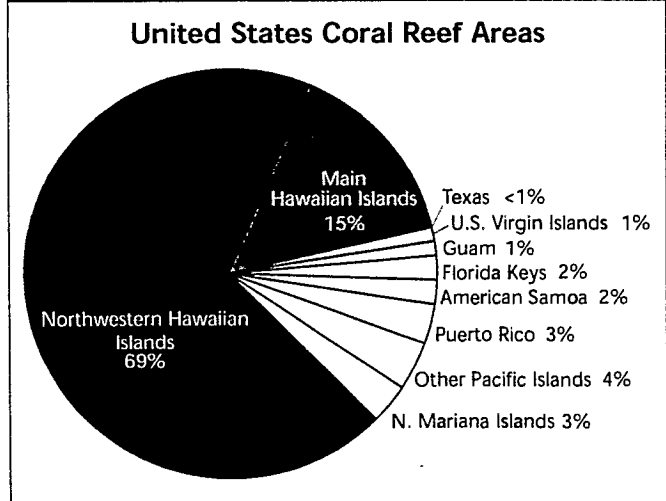 United States Coral Reef Areas
Main
Hawaiian Islands
15%
Texas <1%
U.S. Virgin Islands 1%
Guam 1%
Florida Keys 2%
American Samoa 2%
Puerto Rico 3%
Other Pacific Islands 4%
N. Mariana Islands 3%
Northwestern Hawaiian
Islands
69%